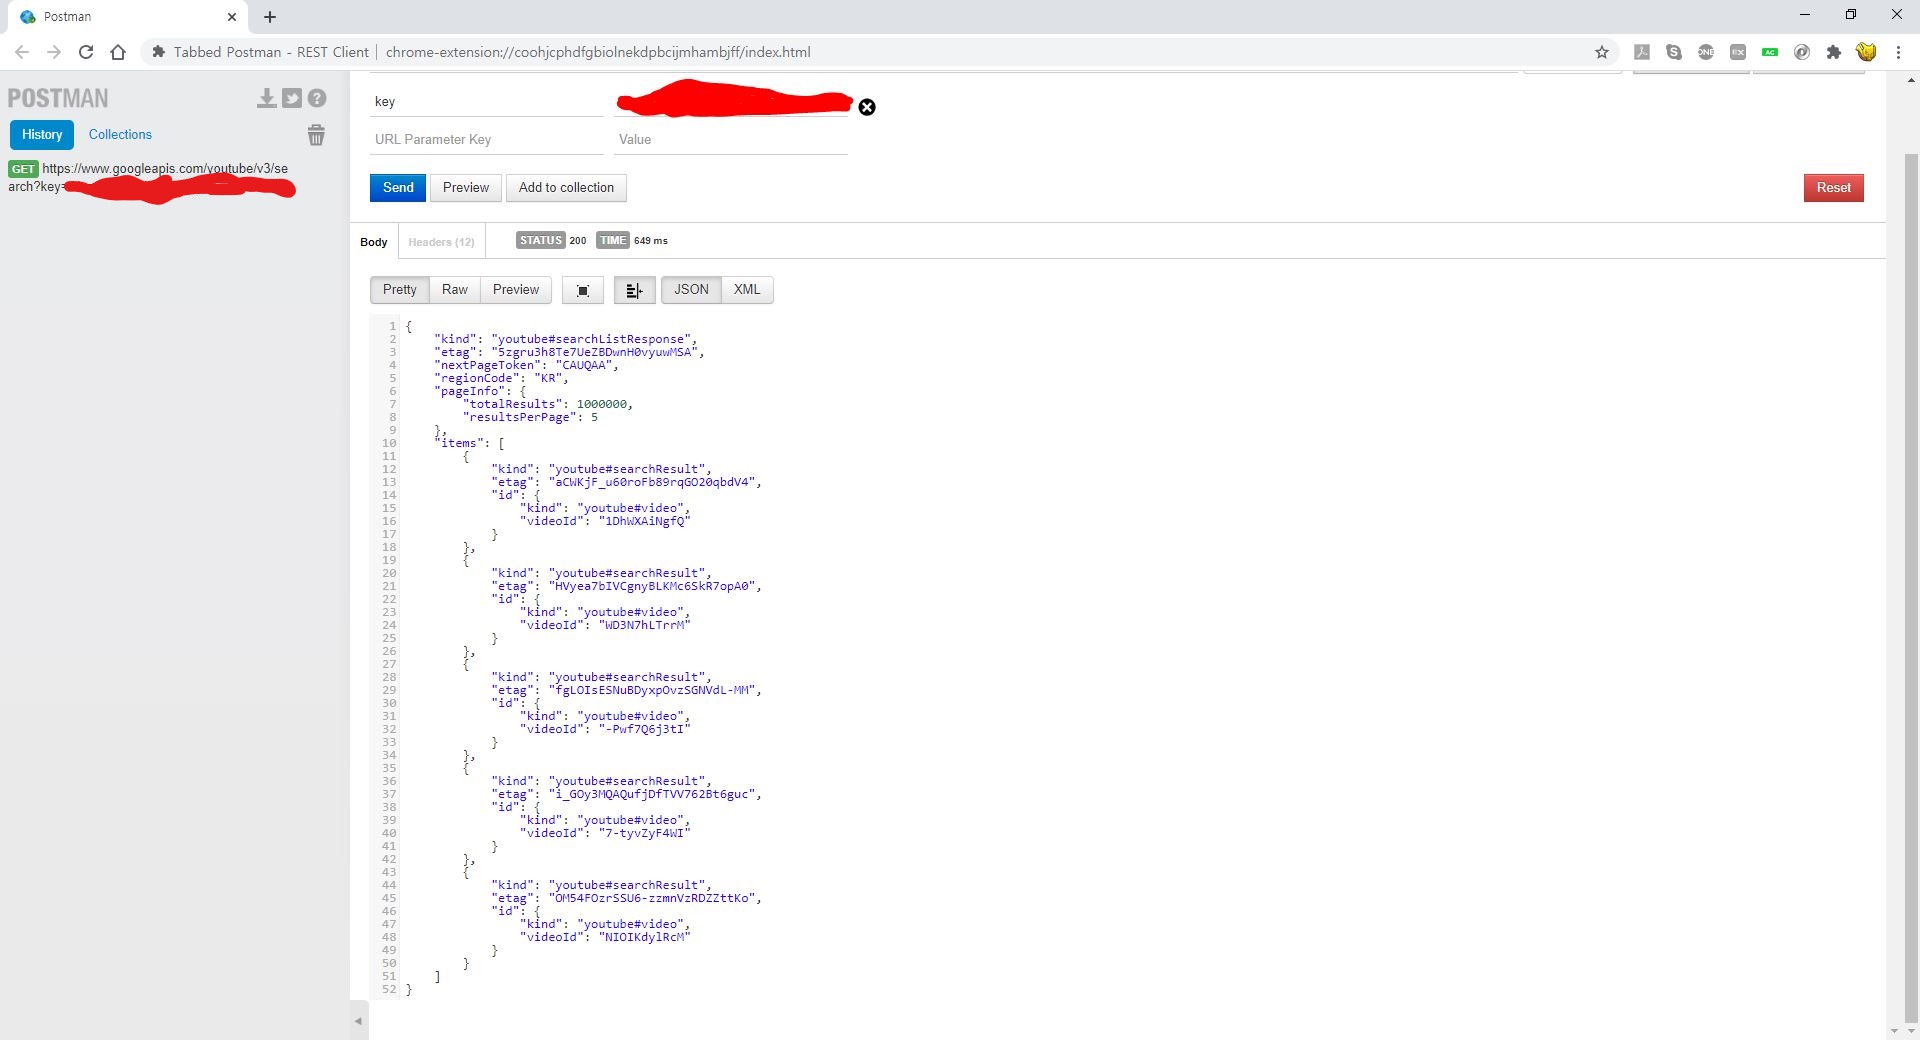 Postman
Tabbed Postman - REST Client | chrome-extension://coohjcphdfgbiolnekdpbcijmhambjff/index.html
ONE
EX
AC
POSTMAN
History
Collections
GET https://www.googleapis.com/youtube/v3/se
arch?key=
key
URL Parameter Key
Value
Send
Preview
Add to collection
Reset
Body
Headers (12)
STATUS 200 TIME 649 ms
Pretty
Raw
Preview
JSON
XML
1 {
2 "kind": "youtube#searchListResponse",
3 "etag": "5zgru3h8Te7UeZBDwnH0vyuwMSA",
4 "nextPageToken": "CAUQAA",
5 "regionCode": "KR",
6 "pageInfo": {
7 "totalResults": 1000000,
8 "resultsPerPage": 5
9 },
10 "items": [
11 {
12 "kind": "youtube#searchResult",
13 "etag": "aCWKjF_u60roFb89rqGO20qbdV4",
14 "id": {
15 "kind": "youtube#video",
16 "videoId": "1DhWXAiNgfQ"
17 }
18 },
19 {
20 "kind": "youtube#searchResult",
21 "etag": "HVyea7bIVCgnyBLKMc6SkR7opA0",
22 "id": {
23 "kind": "youtube#video",
24 "videoId": "WD3N7hLTrrM"
25 }
26 },
27 {
28 "kind": "youtube#searchResult",
29 "etag": "fgLOIsESNuBDyxpOvzSGNVdL-MM",
30 "id": {
31 "kind": "youtube#video",
32 "videoId": "-Pwf7Q6j3tI"
33 }
34 },
35 {
36 "kind": "youtube#searchResult",
37 "etag": "i_GOy3MQAQufjDfTVV762Bt6guc",
38 "id": {
39 "kind": "youtube#video",
40 "videoId": "7-tyvZyF4WI"
41 }
42 },
43 {
44 "kind": "youtube#searchResult",
45 "etag": "OM54FOzrSSU6-zzmnVzRDZZttKo",
46 "id": {
47 "kind": "youtube#video",
48 "videoId": "NIOIKdylRcM"
49 }
50 }
51 ]
52 }